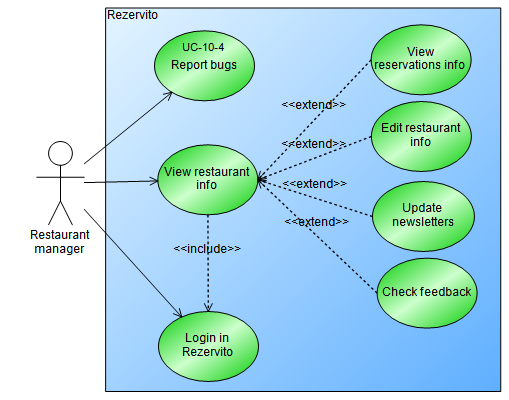 Rezervito
UC-10-4
Report bugs
View
reservations info
<<extend>>
Edit restaurant
info
<<extend>>
View restaurant
info
<<extend>>
Update
newsletters
<<extend>>
Restaurant
manager
<<include>>
Check feedback
Login in
Rezervito